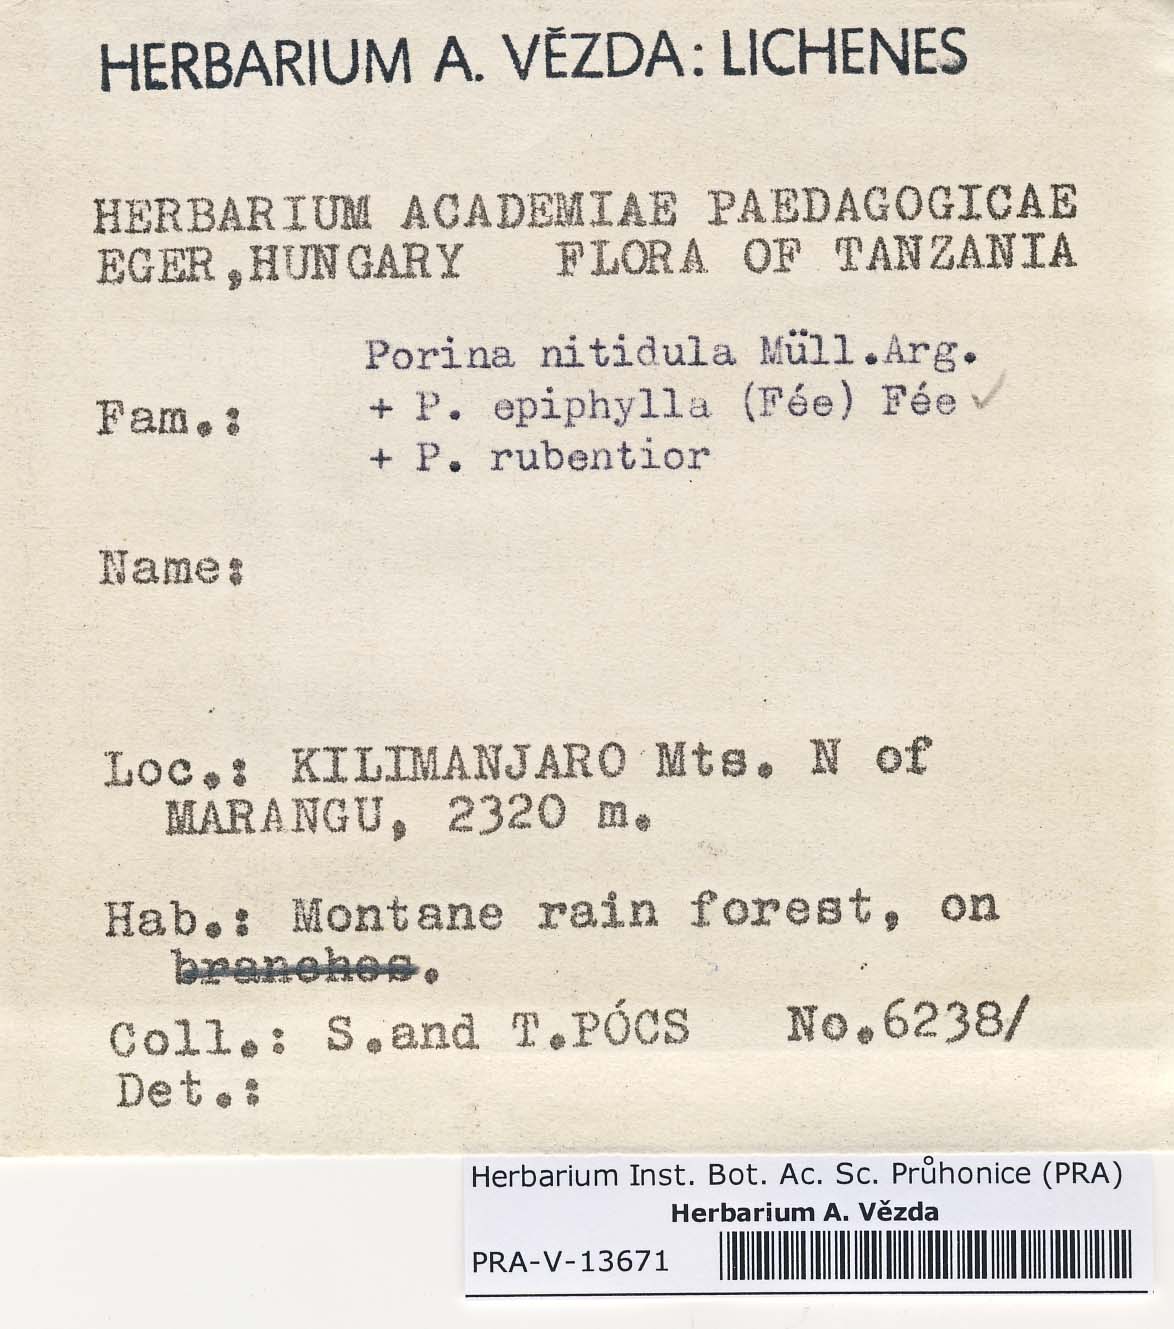 HERBARIUM A. VĚZDA: LICHENES
HERBARIUM ACADEMIAE PAEDAGOGICAE
EGER, HUNGARY FLORA OF TANZANIA
Porina nitidula Müll.Arg.
Fam.: + P. epiphylla (Fée) Fée ✓
+ P. rubentior
Name:
Loc.: KILIMANJARO Mts. N of
MARANGU, 2320 m.
Hab.: Montane rain forest, on
branches.
Coll.: S.and T.PÓCS No.6238/
Det.:
Herbarium Inst. Bot. Ac. Sc. Průhonice (PRA)
Herbarium A. Vězda
PRA-V-13671